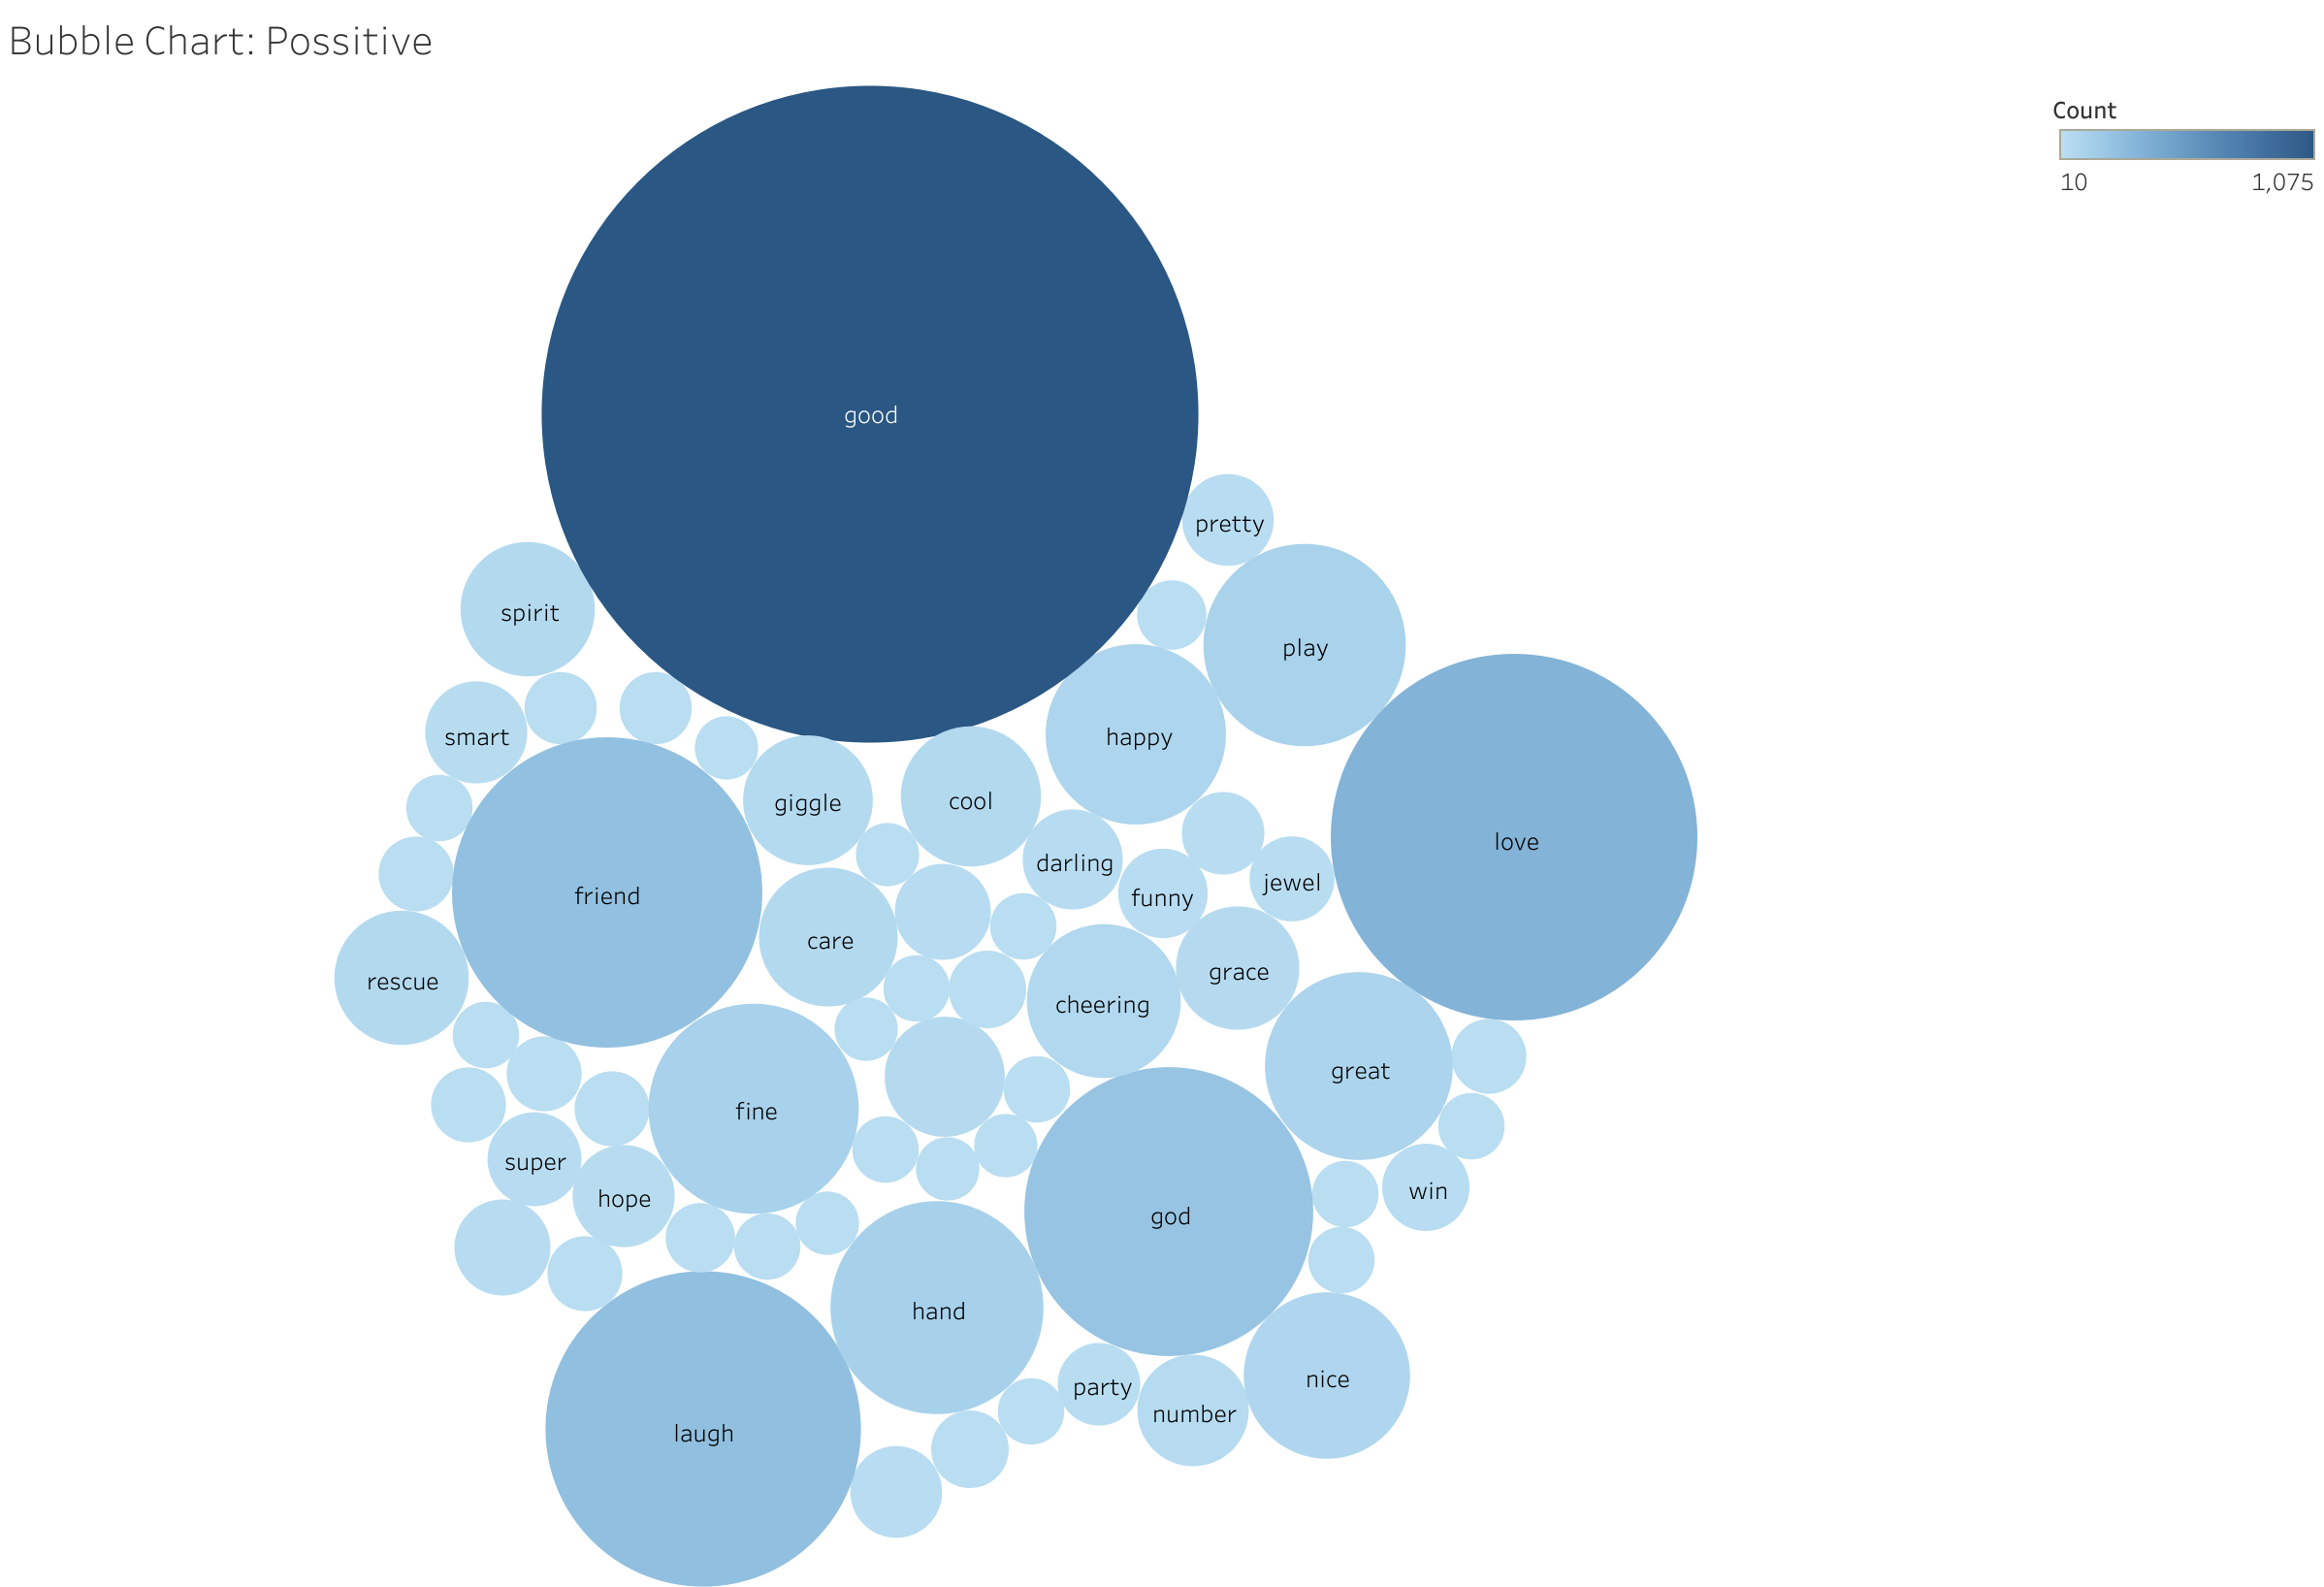 Bubble Chart: Possitive
Count
10 1,075
good
pretty
spirit
play
smart
happy
giggle
cool
love
darling
jewel
friend
funny
care
grace
rescue
cheering
great
fine
super
win
hope
god
hand
nice
party
number
laugh